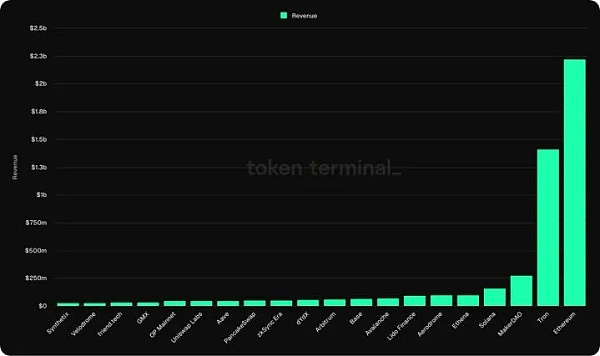 Revenue
$2.5b
$2.3b
$2b
$1.8b
$1.5b
$1.3b
$1b
$750m
$500m
$250m
$0
Revenue
token terminal_
Synthetix
Velodrome
friend.tech
GMX
OP Mainnet
Uniswap Labs
Aave
PancakeSwap
zkSync Era
dYdX
Arbitrum
Base
Avalanche
Lido Finance
Aerodrome
Ethena
Solana
MakerDAO
Tron
Ethereum